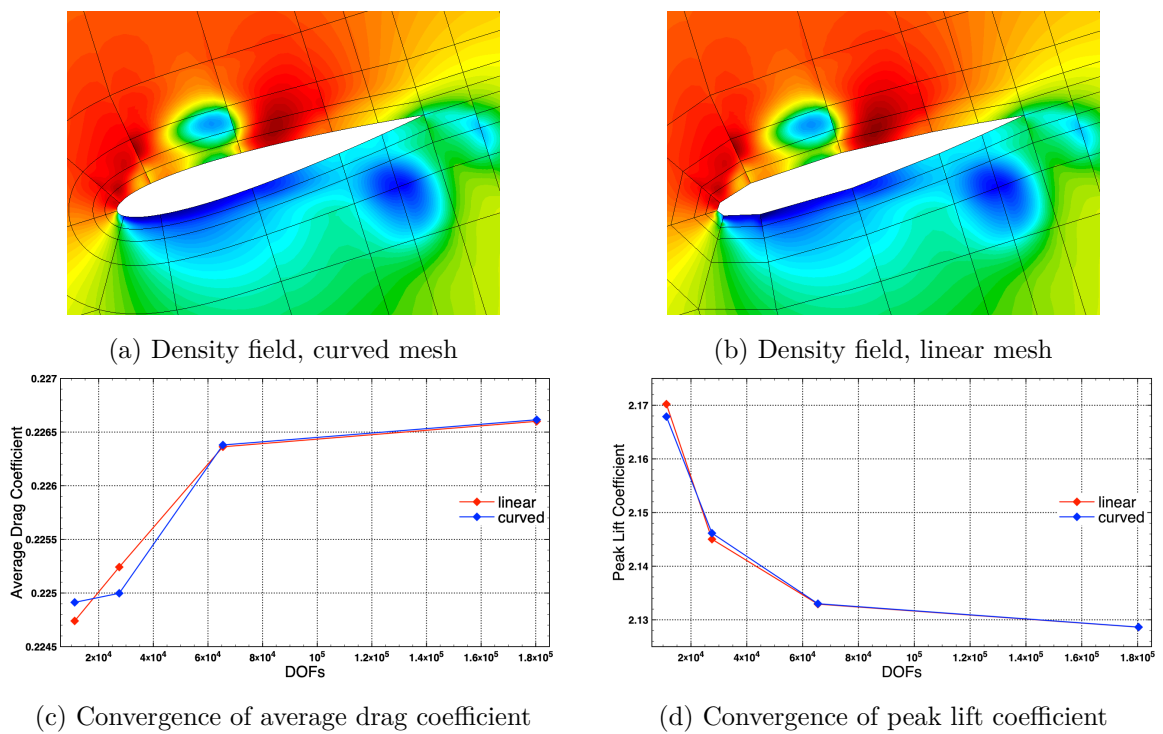 (a) Density field, curved mesh
(b) Density field, linear mesh
0.227
0.2265
0.226
0.2255
0.225
0.2245
Average Drag Coefficient
linear
curved
2×10⁴
4×10⁴
6×10⁴
8×10⁴
10⁵
1.2×10⁵
1.4×10⁵
1.6×10⁵
1.8×10⁵
DOFs
2.17
2.16
2.15
2.14
2.13
Peak Lift Coefficient
linear
curved
2×10⁴
4×10⁴
6×10⁴
8×10⁴
10⁵
1.2×10⁵
1.4×10⁵
1.6×10⁵
1.8×10⁵
DOFs
(c) Convergence of average drag coefficient
(d) Convergence of peak lift coefficient